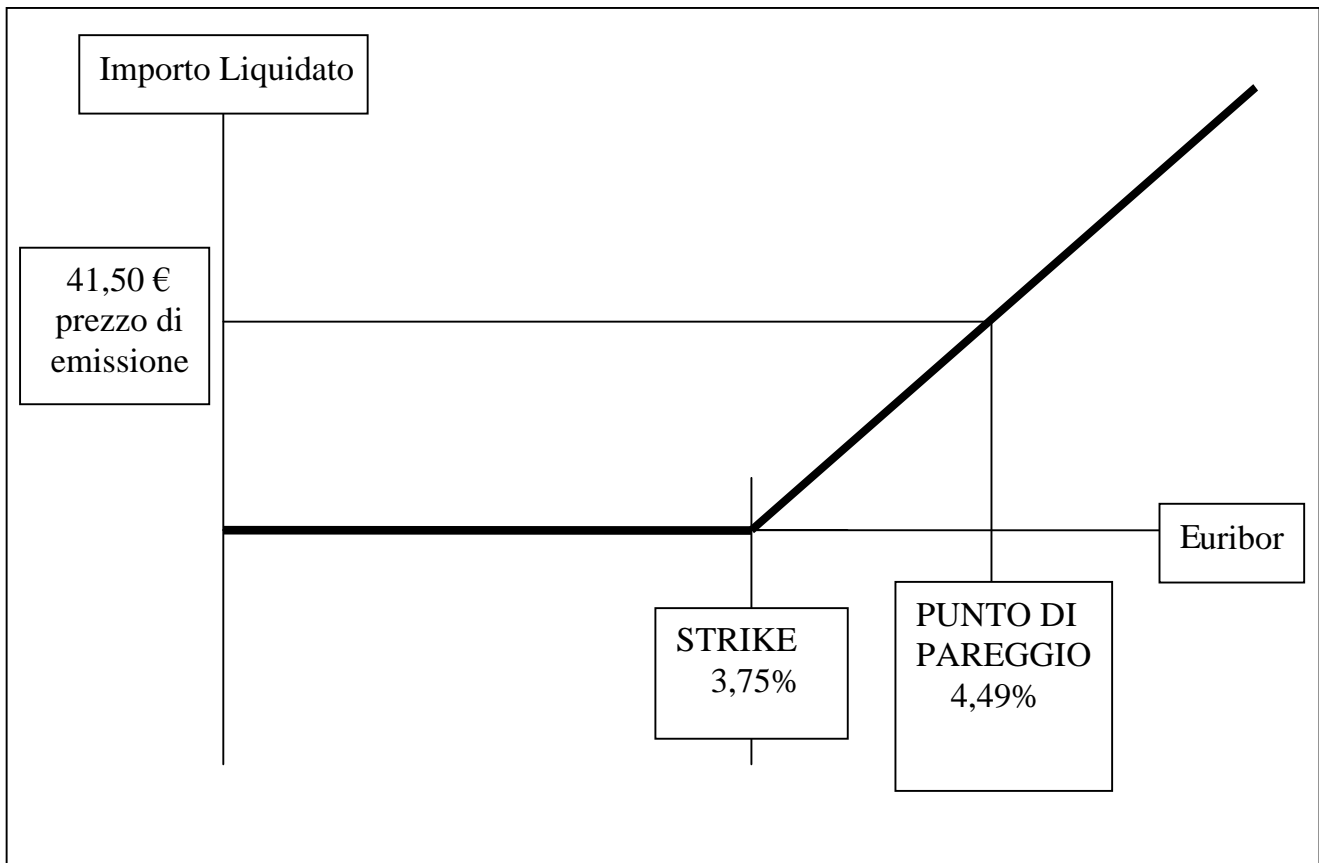 Importo Liquidato
41,50 €
prezzo di
emissione
Euribor
STRIKE
3,75%
PUNTO DI
PAREGGIO
4,49%